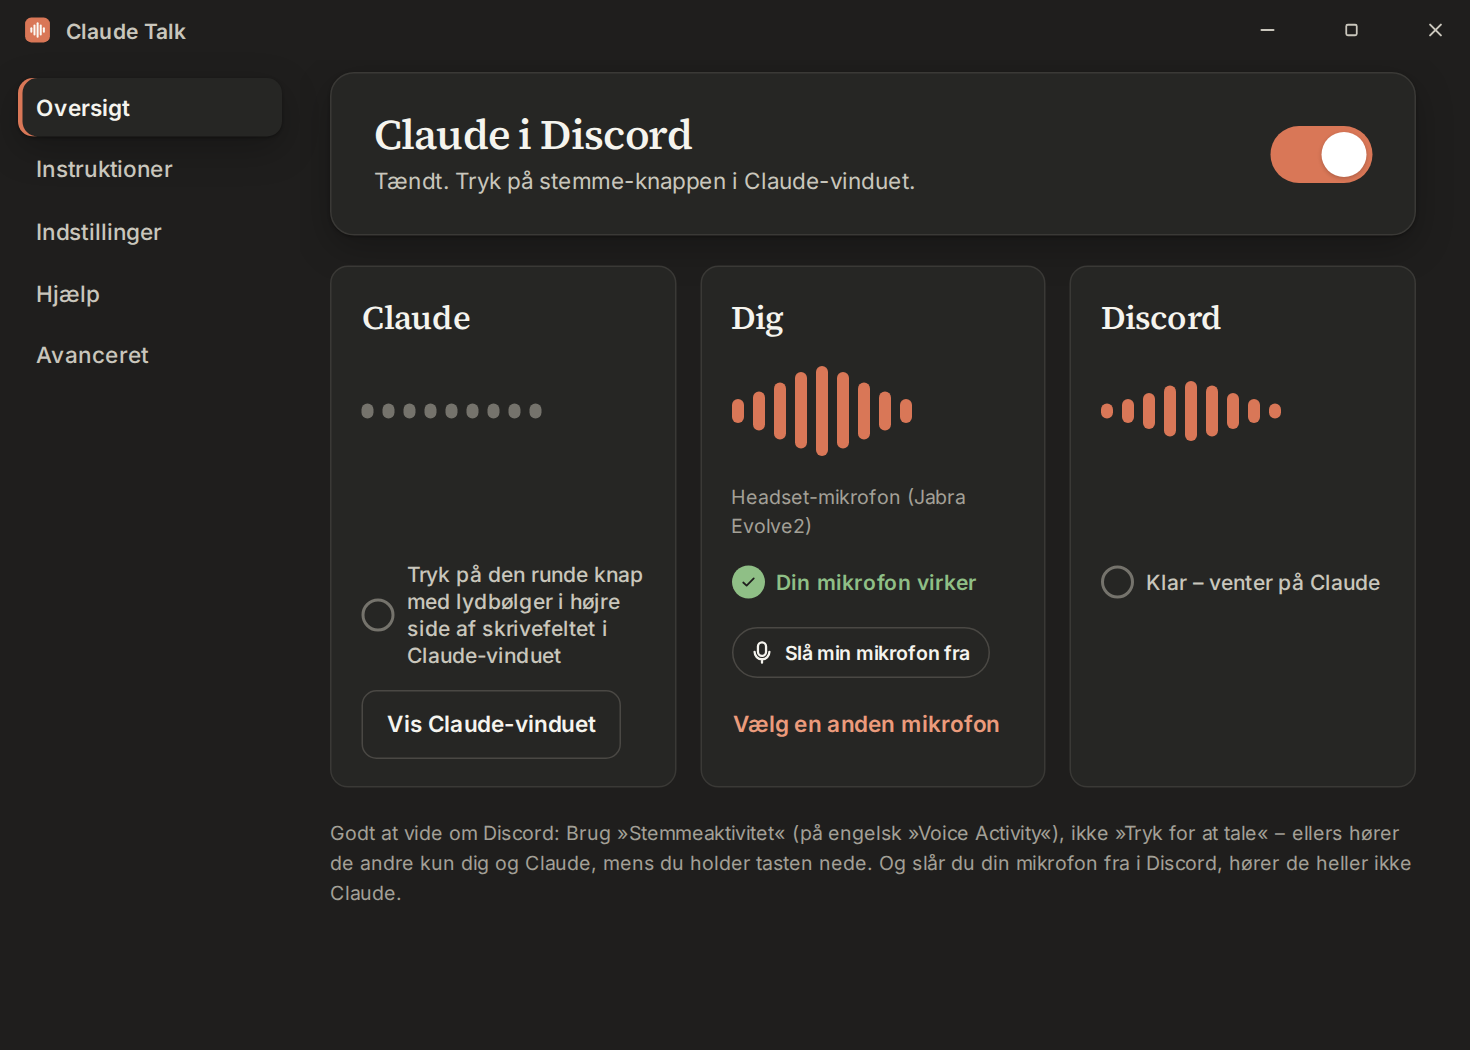 Claude Talk
Oversigt
Instruktioner
Indstillinger
Hjælp
Avanceret
Claude i Discord
Tændt. Tryk på stemme-knappen i Claude-vinduet.
Claude
Tryk på den runde knap
med lydbølger i højre
side af skrivefeltet i
Claude-vinduet
Vis Claude-vinduet
Dig
Headset-mikrofon (Jabra
Evolve2)
Din mikrofon virker
Slå min mikrofon fra
Vælg en anden mikrofon
Discord
Klar – venter på Claude
Godt at vide om Discord: Brug »Stemmeaktivitet« (på engelsk »Voice Activity«), ikke »Tryk for at tale« – ellers hører
de andre kun dig og Claude, mens du holder tasten nede. Og slår du din mikrofon fra i Discord, hører de heller ikke
Claude.